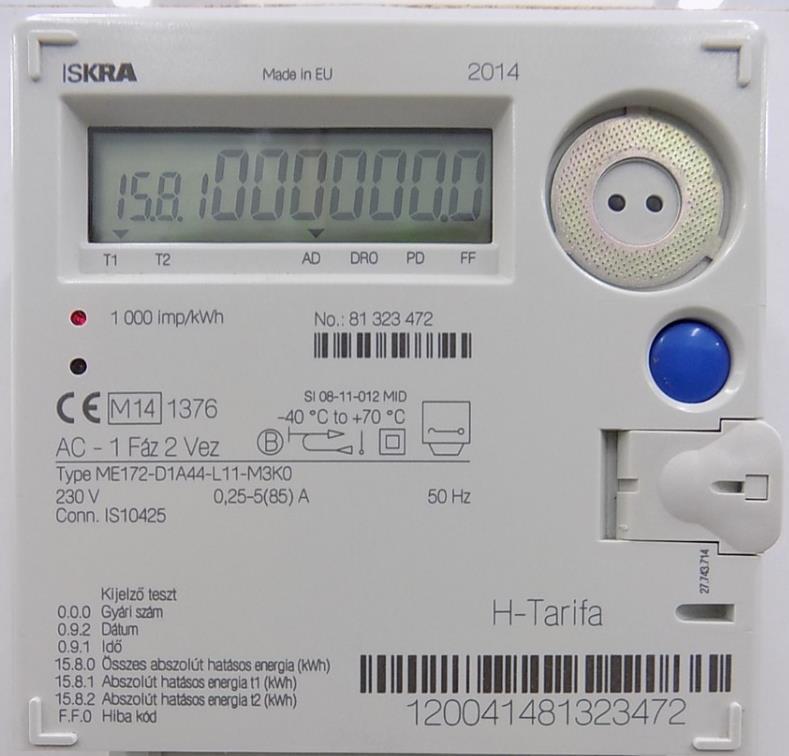 ISKRA Made in EU 2014
15.8.1 000000.0
T1 T2 AD DRO PD FF
1 000 imp/kWh No.: 81 323 472
SI 08-11-012 MID
CE M14 1376 -40 °C to +70 °C
AC - 1 Fáz 2 Vez B
Type ME172-D1A44-L11-M3K0
230 V 0,25-5(85) A 50 Hz
Conn. IS10425
27.743.714
Kijelző teszt
0.0.0 Gyári szám H-Tarifa
0.9.2 Dátum
0.9.1 Idő
15.8.0 Összes abszolút hatásos energia (kWh)
15.8.1 Abszolút hatásos energia t1 (kWh)
15.8.2 Abszolút hatásos energia t2 (kWh)
F.F.0 Hiba kód
120041481323472